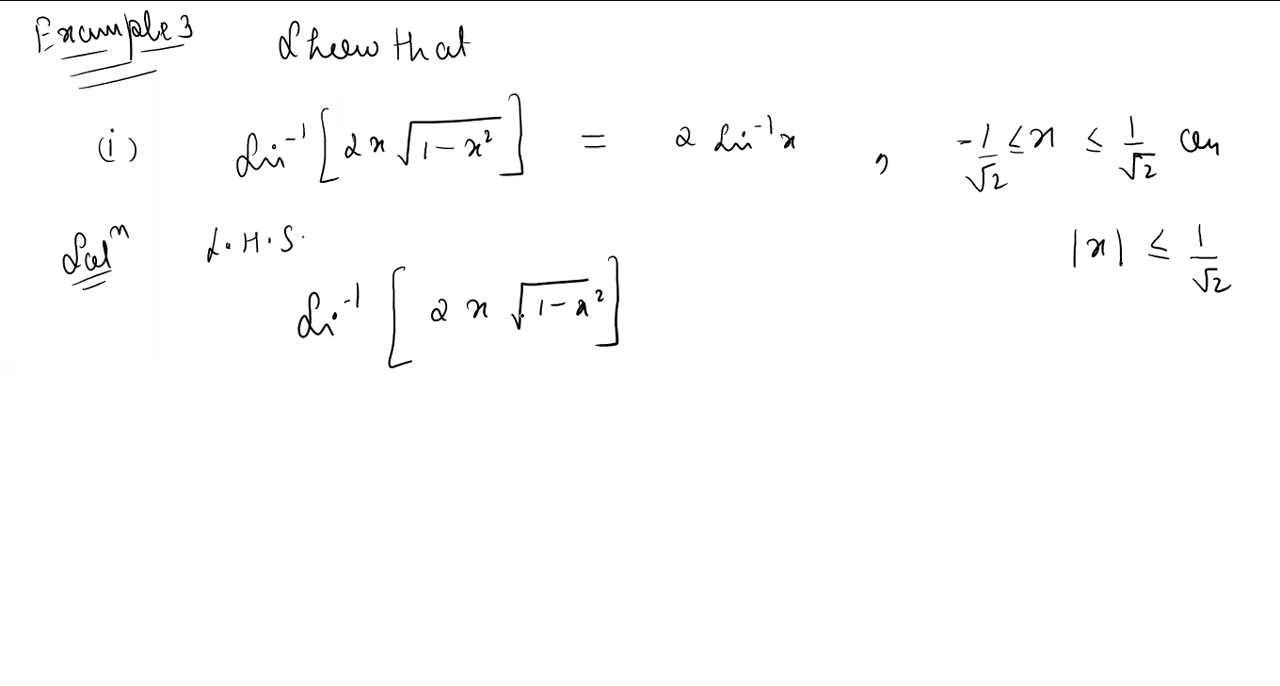 Example 3 Show that
(i) Sin⁻¹ [2x √(1-x²)] = 2 Sin⁻¹x , -1/√2 ≤ x ≤ 1/√2 or
|x| ≤ 1/√2
Solⁿ L.H.S.
Sin⁻¹ [2x √(1-x²)]